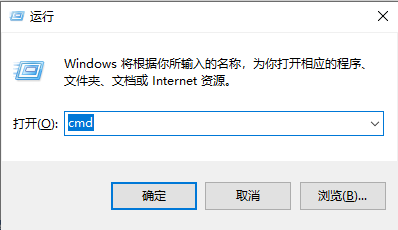 运行
Windows 将根据你所输入的名称，为你打开相应的程序、
文件夹、文档或 Internet 资源。
打开(O): cmd
确定 取消 浏览(B)...